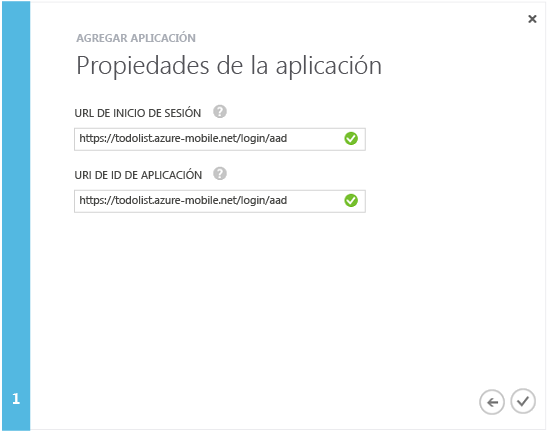 AGREGAR APLICACIÓN
Propiedades de la aplicación
URL DE INICIO DE SESIÓN ?
https://todolist.azure-mobile.net/login/aad
URI DE ID DE APLICACIÓN ?
https://todolist.azure-mobile.net/login/aad
1